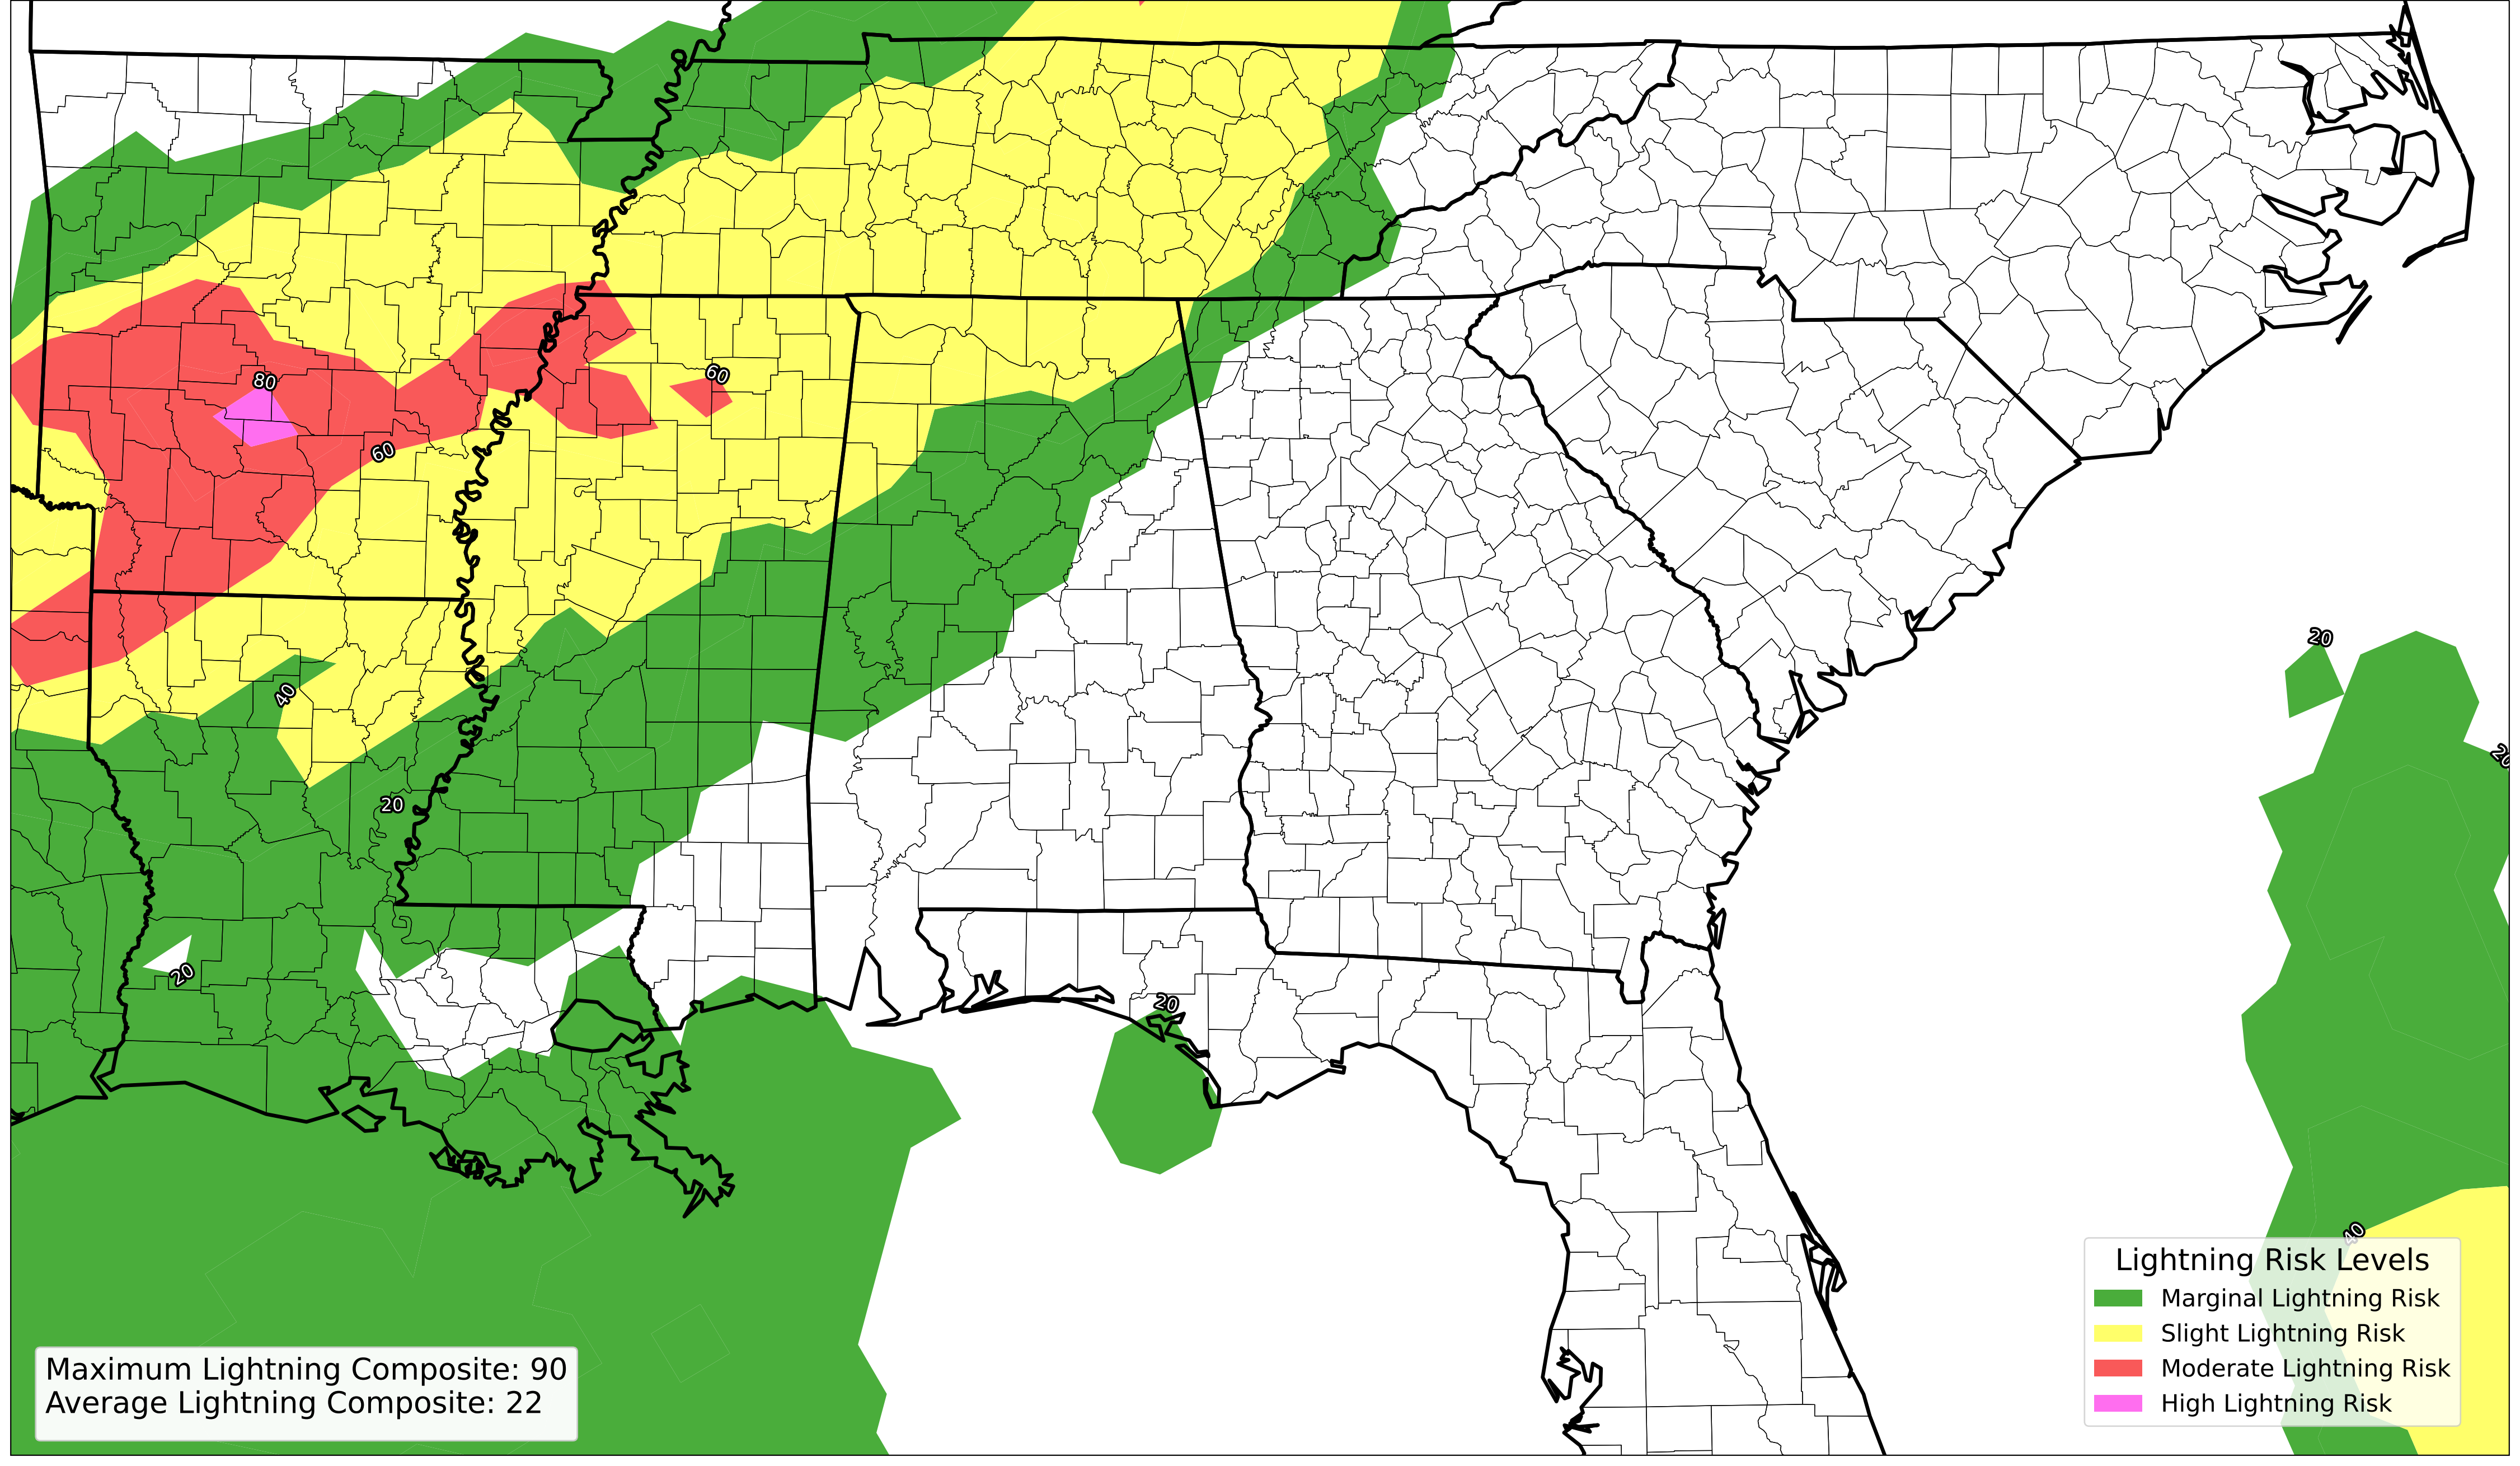 80
60
60
40
20
20
20
20
20
40
Lightning Risk Levels
Marginal Lightning Risk
Slight Lightning Risk
Moderate Lightning Risk
High Lightning Risk
Maximum Lightning Composite: 90
Average Lightning Composite: 22